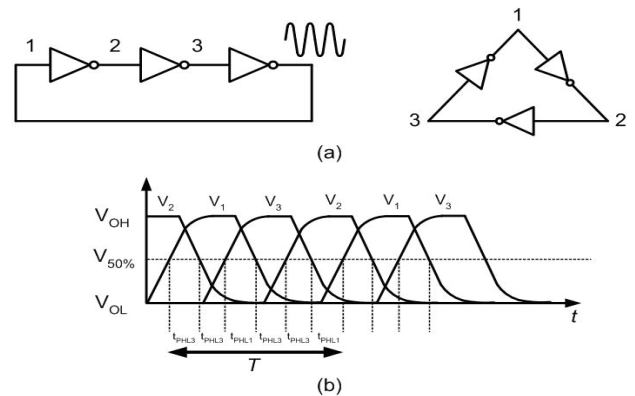 1 2 3
1
3 2
(a)
V2 V1 V3 V2 V1 V3
VOH
V50%
VOL
t
tPHL3 tPHL3 tPHL1 tPHL3 tPHL3 tPHL1
T
(b)